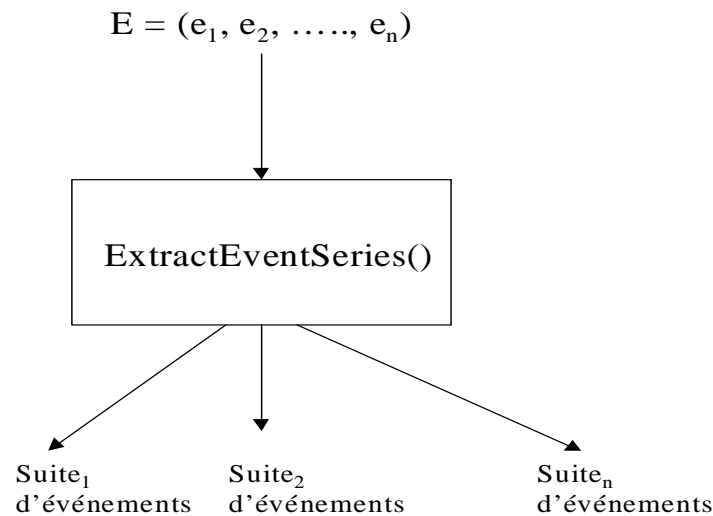 E = (e₁, e₂, ….., eₙ)
ExtractEventSeries()
Suite₁
d'événements
Suite₂
d'événements
Suiteₙ
d'événements